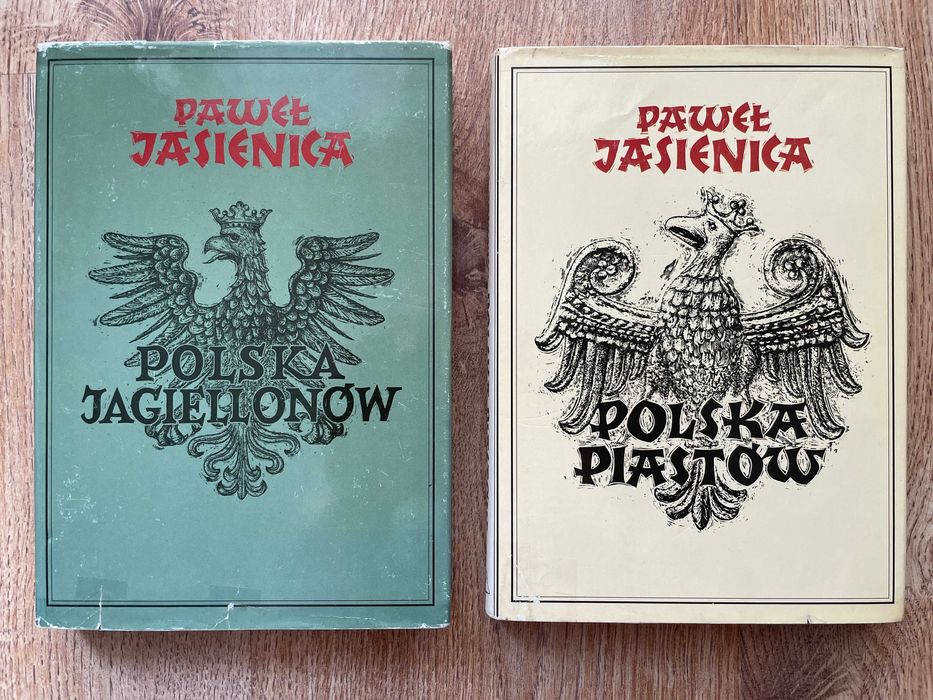 PAWEŁ
JASIENICA
POLSKA
JAGIELLONÓW
PAWEŁ
JASIENICA
POLSKA
PIASTÓW